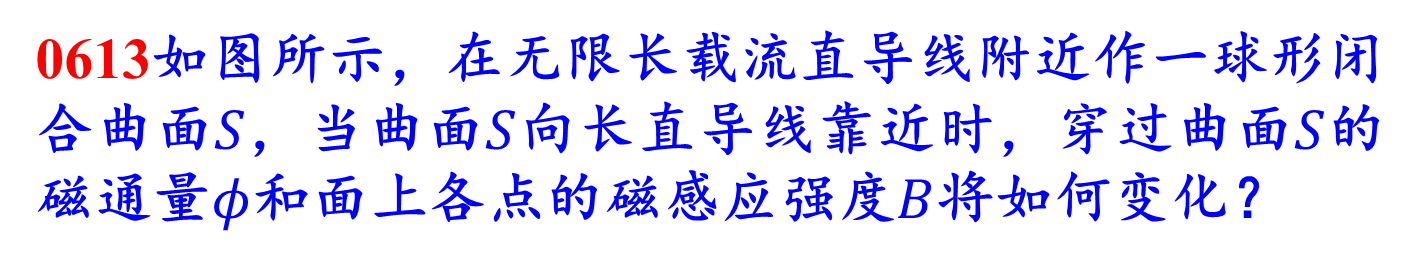 0613如图所示，在无限长载流直导线附近作一球形闭
合曲面S，当曲面S向长直导线靠近时，穿过曲面S的
磁通量ϕ和面上各点的磁感应强度B将如何变化？